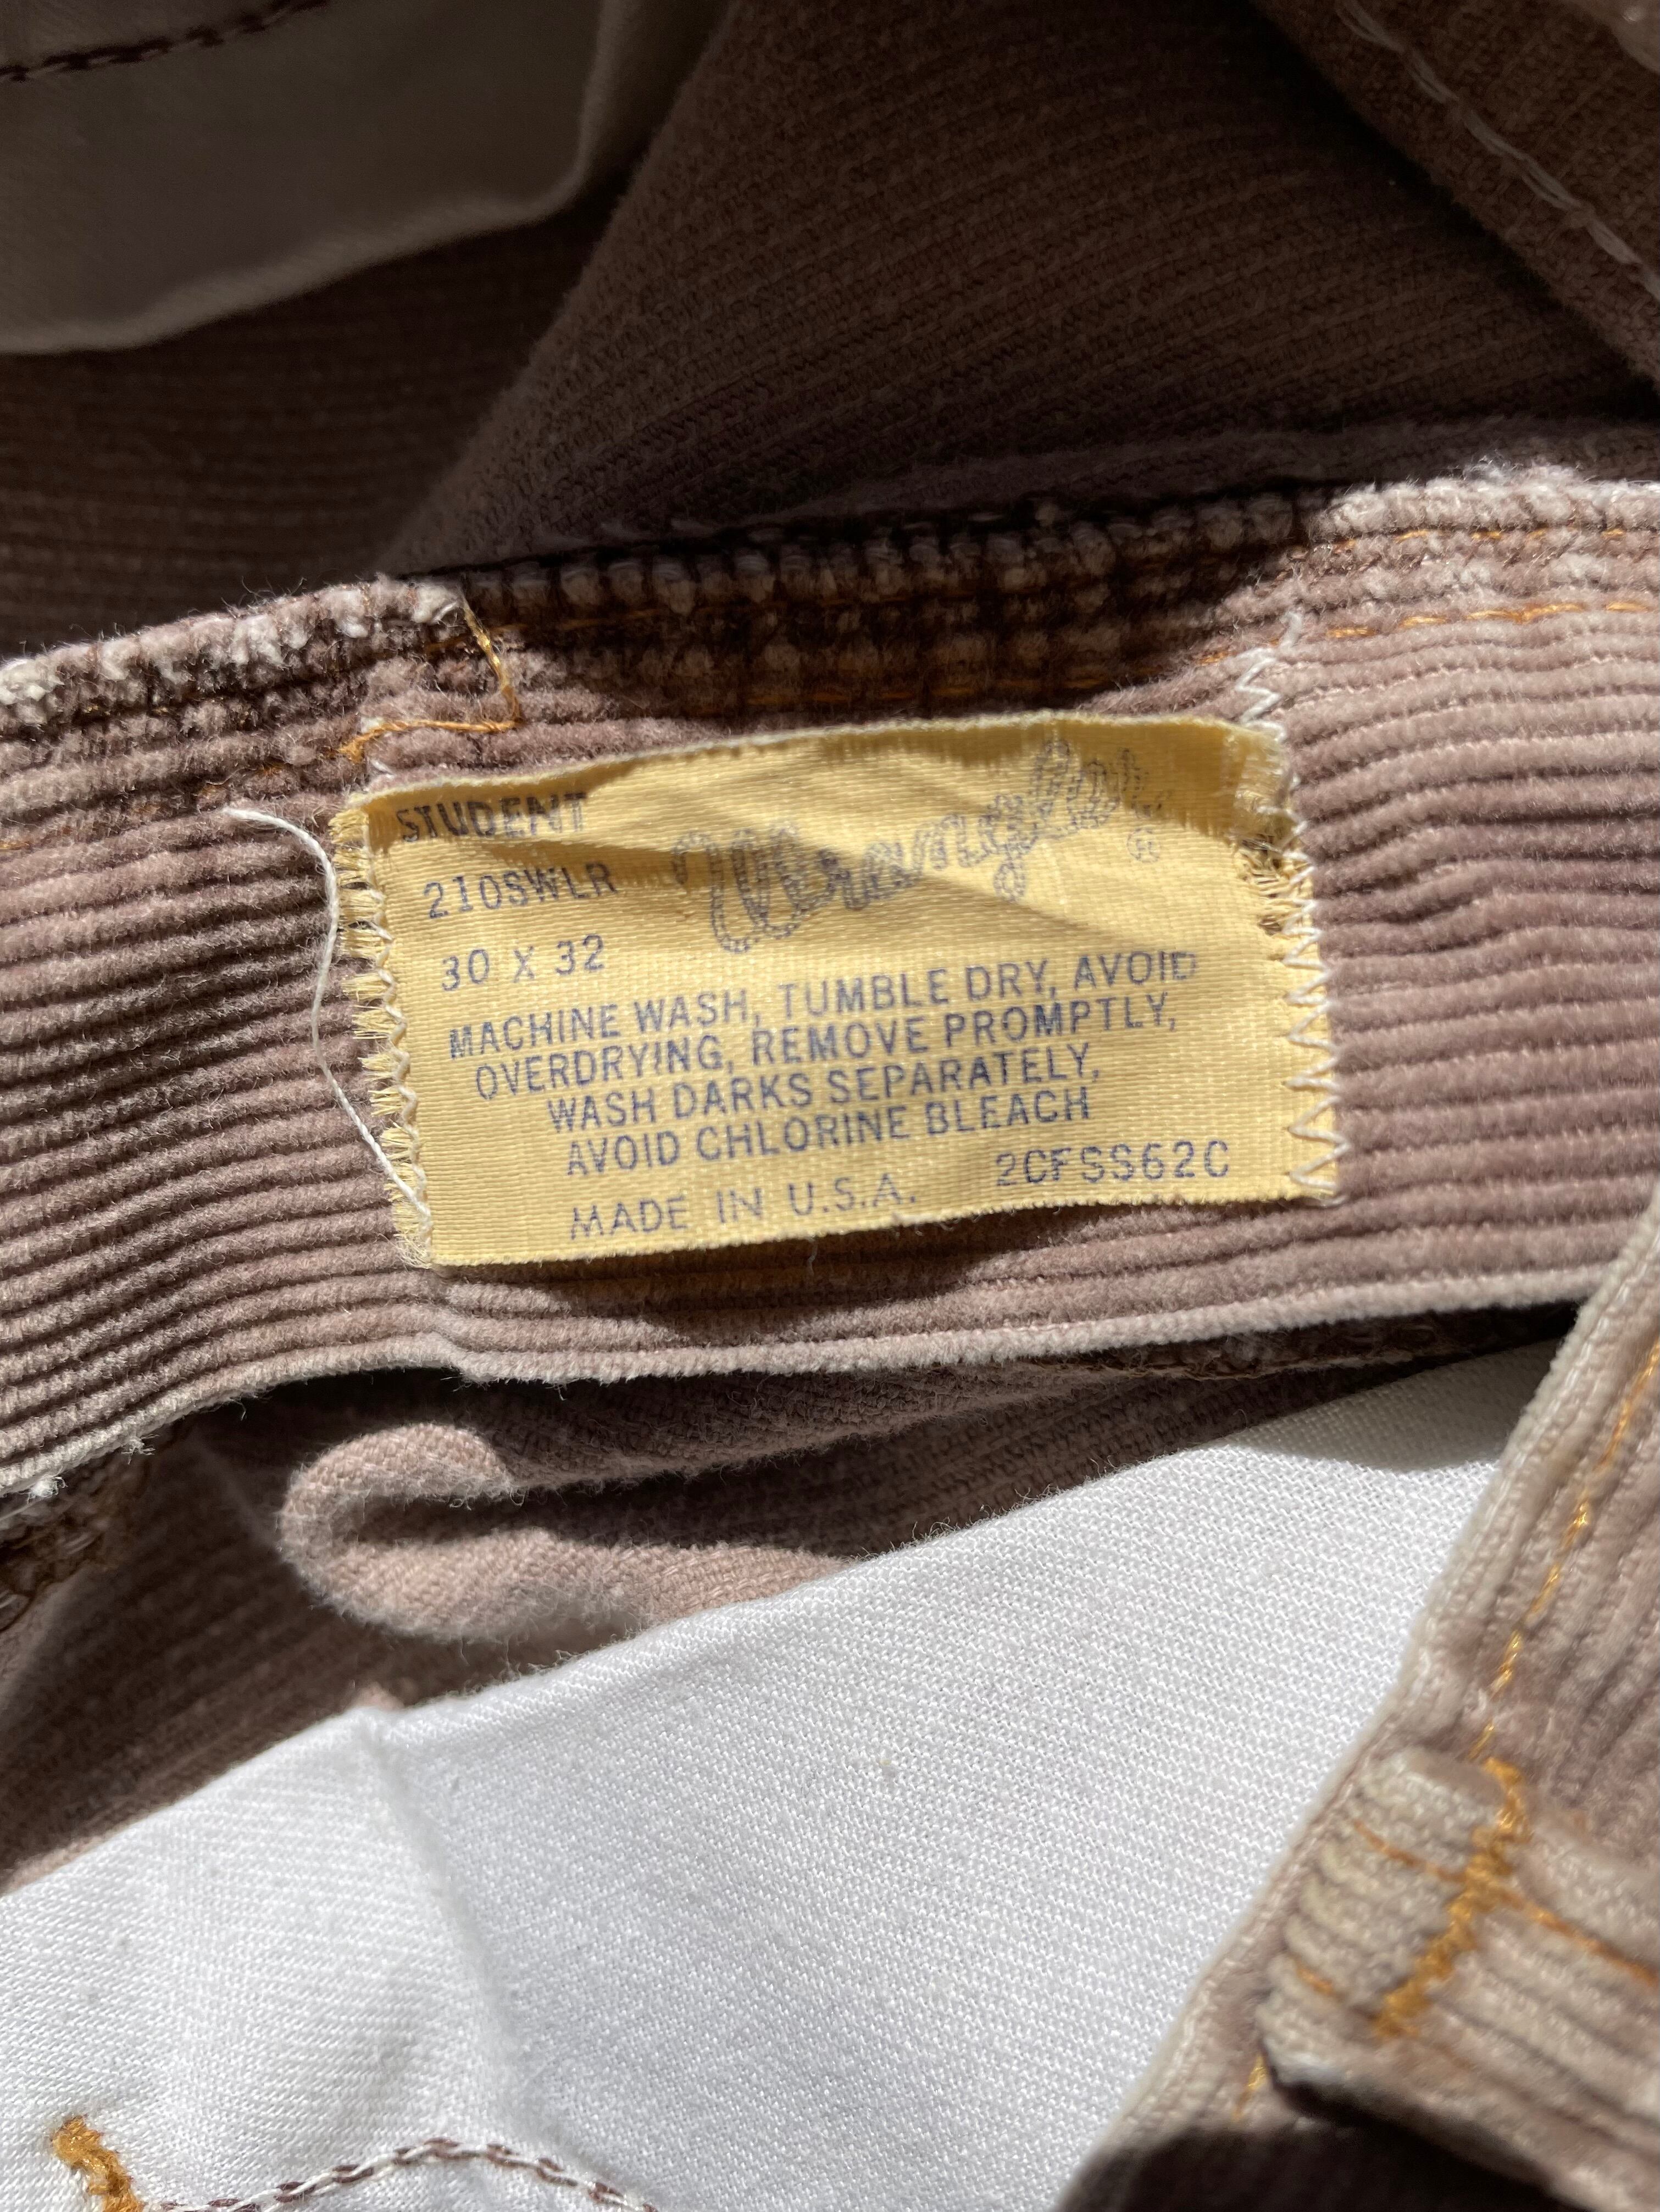 STUDENT
Wrangler®
210SWLR
30 X 32
MACHINE WASH, TUMBLE DRY, AVOID
OVERDRYING, REMOVE PROMPTLY,
WASH DARKS SEPARATELY,
AVOID CHLORINE BLEACH
MADE IN U.S.A. 2CFSS62C